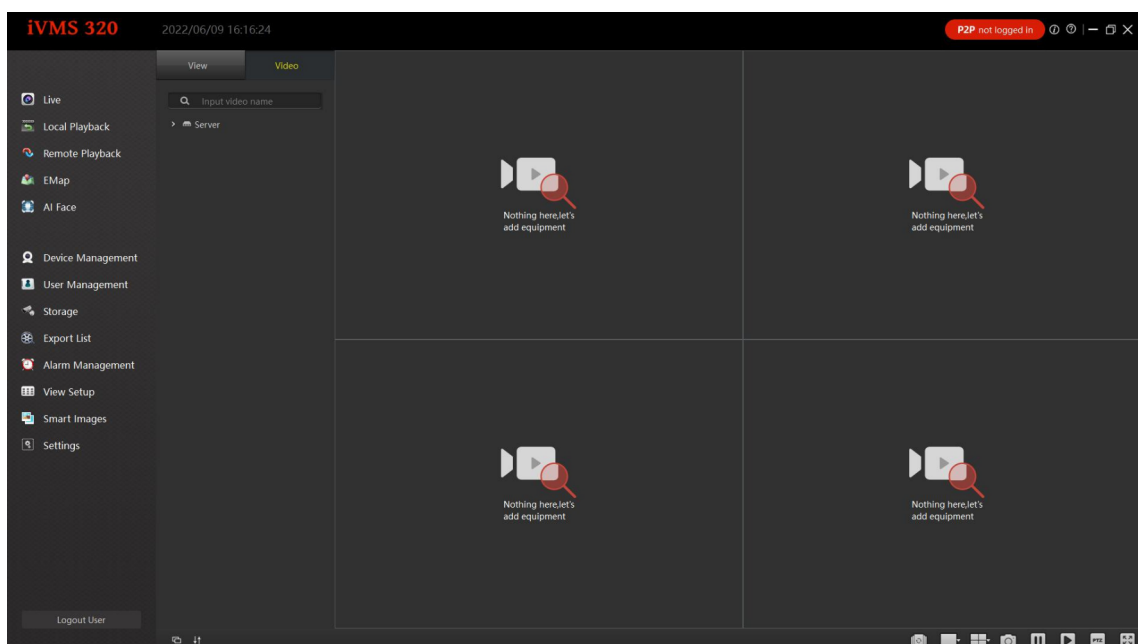 iVMS 320
2022/06/09 16:16:24
P2P not logged in
View
Video
Input video name
Server
Live
Local Playback
Remote Playback
EMap
AI Face
Device Management
User Management
Storage
Export List
Alarm Management
View Setup
Smart Images
Settings
Logout User
Nothing here,let's
add equipment
Nothing here,let's
add equipment
Nothing here,let's
add equipment
Nothing here,let's
add equipment
PTZ